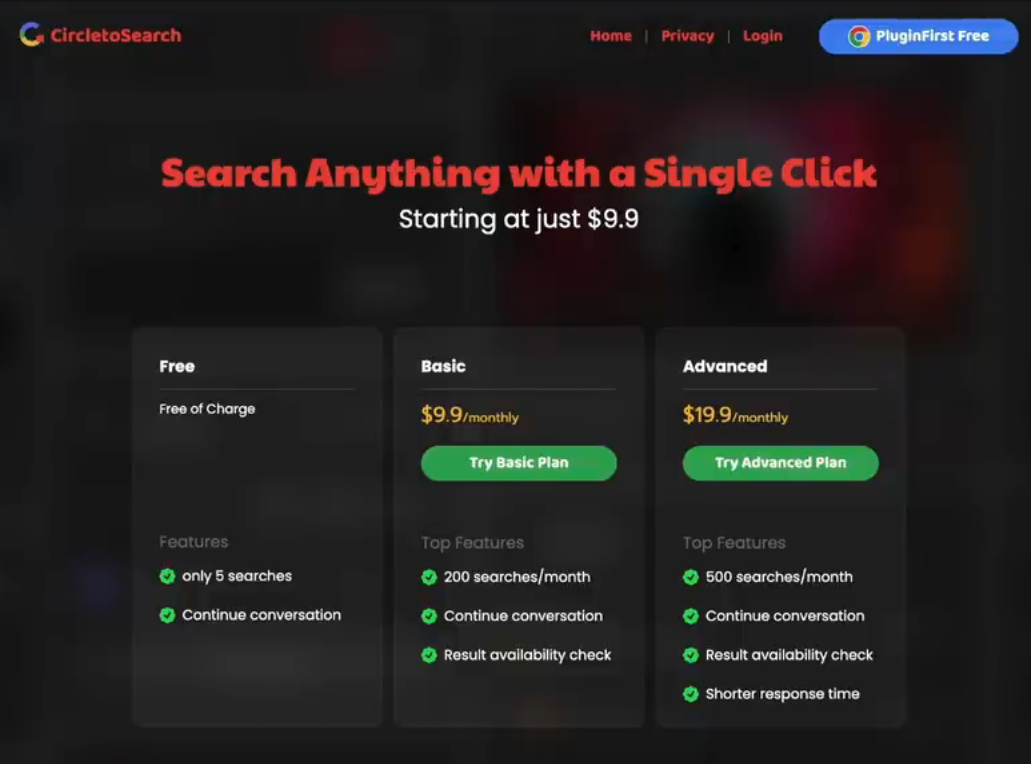 CircletoSearch
Home | Privacy | Login
PluginFirst Free
Search Anything with a Single Click
Starting at just $9.9
Free
Free of Charge
Features
only 5 searches
Continue conversation
Basic
$9.9/monthly
Try Basic Plan
Top Features
200 searches/month
Continue conversation
Result availability check
Advanced
$19.9/monthly
Try Advanced Plan
Top Features
500 searches/month
Continue conversation
Result availability check
Shorter response time